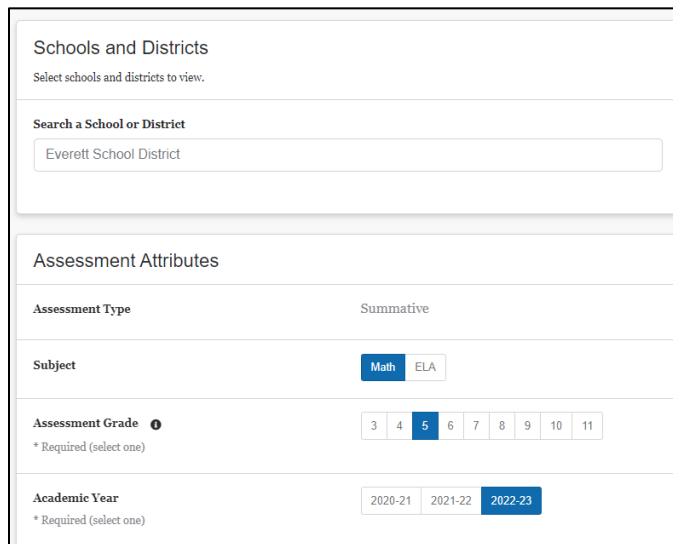 Schools and Districts
Select schools and districts to view.
Search a School or District
Everett School District
Assessment Attributes
Assessment Type Summative
Subject Math ELA
Assessment Grade
3 4 5 6 7 8 9 10 11
* Required (select one)
Academic Year
2020-21 2021-22 2022-23
* Required (select one)